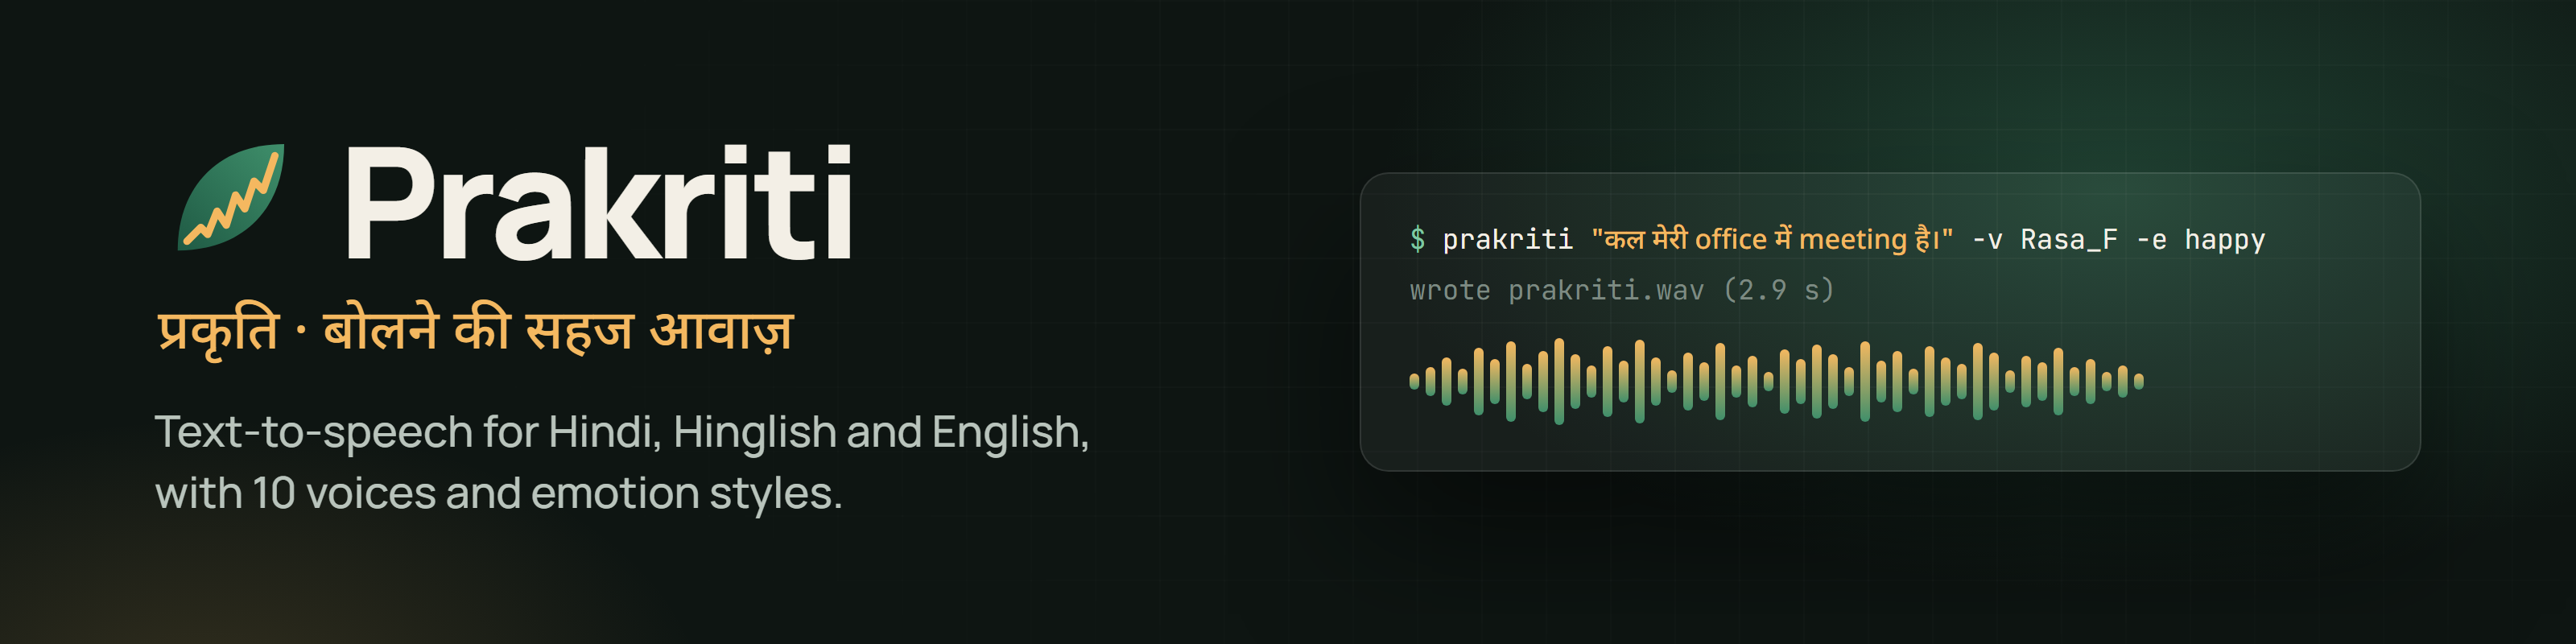 Prakriti
प्रकृति · बोलने की सहज आवाज़
Text-to-speech for Hindi, Hinglish and English,
with 10 voices and emotion styles.
$ prakriti "कल मेरी office में meeting है।" -v Rasa_F -e happy
wrote prakriti.wav (2.9 s)